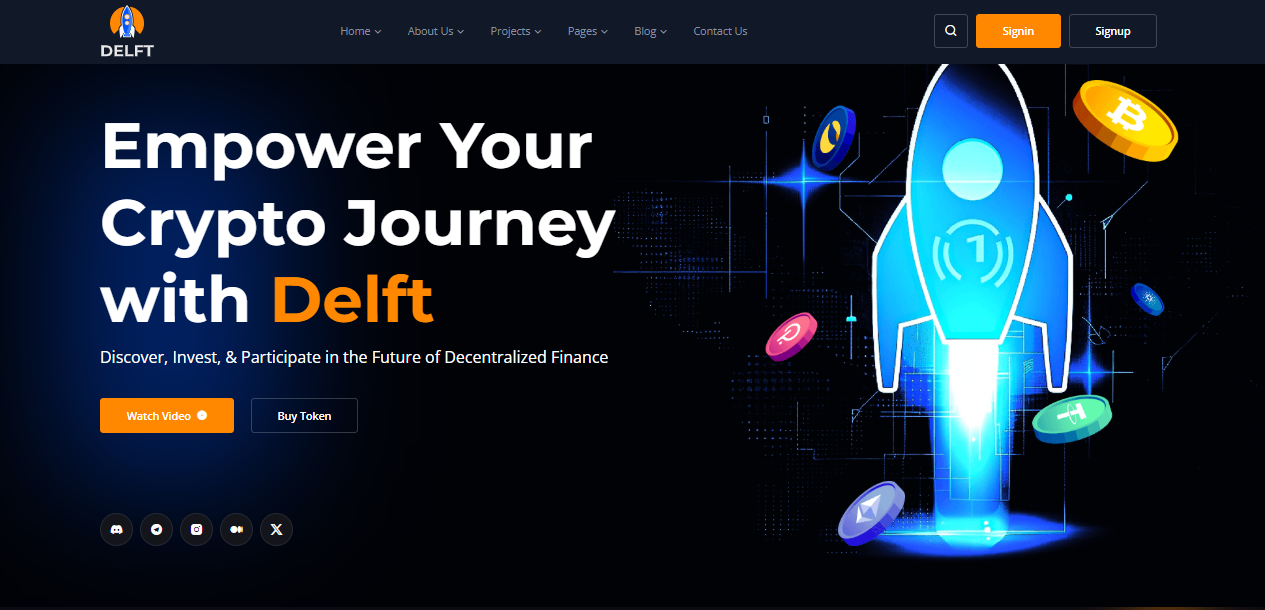 DELFT
Home
About Us
Projects
Pages
Blog
Contact Us
Signin
Signup
Empower Your
Crypto Journey
with Delft
Discover, Invest, & Participate in the Future of Decentralized Finance
Watch Video
Buy Token
1